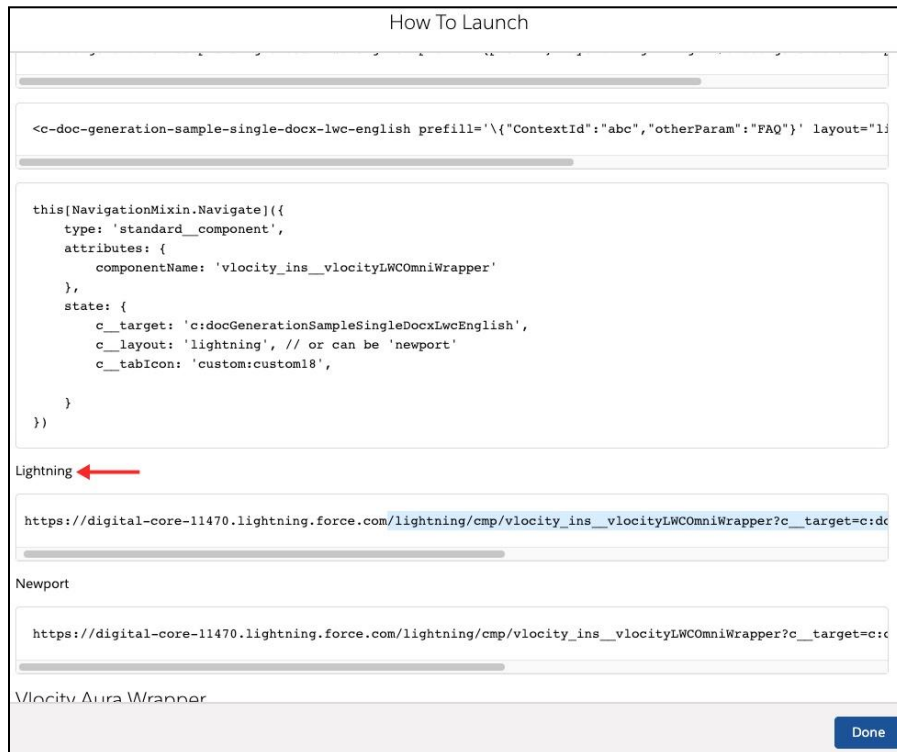 How To Launch
<c-doc-generation-sample-single-docx-lwc-english prefill='\{"ContextId":"abc","otherParam":"FAQ"}' layout="li
this[NavigationMixin.Navigate]({
    type: 'standard__component',
    attributes: {
        componentName: 'vlocity_ins__vlocityLWCOmniWrapper'
    },
    state: {
        c__target: 'c:docGenerationSampleSingleDocxLwcEnglish',
        c__layout: 'lightning', // or can be 'newport'
        c__tabIcon: 'custom:custom18',
    }
})
Lightning
https://digital-core-11470.lightning.force.com/lightning/cmp/vlocity_ins__vlocityLWCOmniWrapper?c__target=c:do
Newport
https://digital-core-11470.lightning.force.com/lightning/cmp/vlocity_ins__vlocityLWCOmniWrapper?c__target=c:d
Vlocity Aura Wrapper
Done